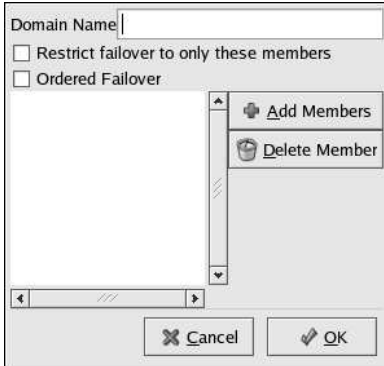 Domain Name
Restrict failover to only these members
Ordered Failover
Add Members
Delete Member
Cancel
OK